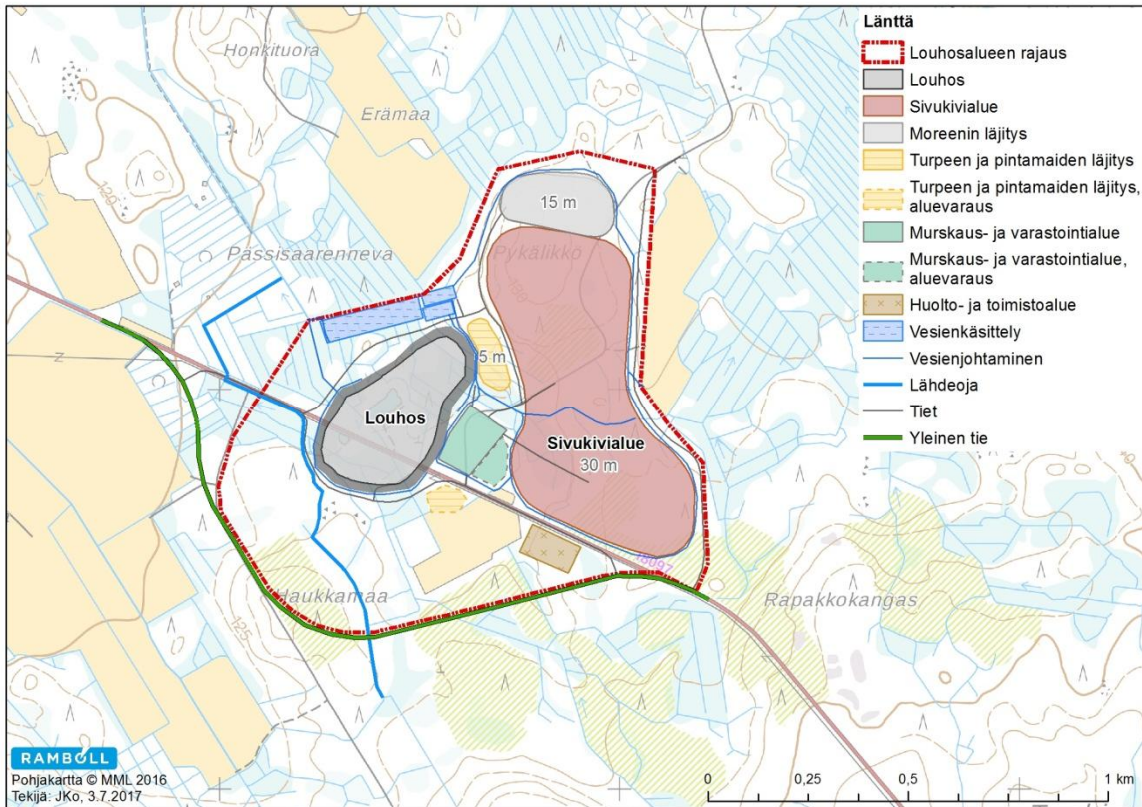 Länttä
Louhosalueen rajaus
Louhos
Sivukivialue
Moreenin läjitys
Turpeen ja pintamaiden läjitys
Turpeen ja pintamaiden läjitys,
aluevaraus
Murskaus- ja varastointialue
Murskaus- ja varastointialue,
aluevaraus
Huolto- ja toimistoalue
Vesienkäsittely
Vesienjohtaminen
Lähdeoja
Tiet
Yleinen tie
Honkituora
Erämaa
120
Passisaarenneva
15 m
Pykälikkö
130
5 m
Louhos
Sivukivialue
30 m
18097
Haukkamaa
125
Rapakkokangas
RAMBOLL
Pohjakartta © MML 2016
Tekijä: JKo, 3.7.2017
0 0,25 0,5 1 km